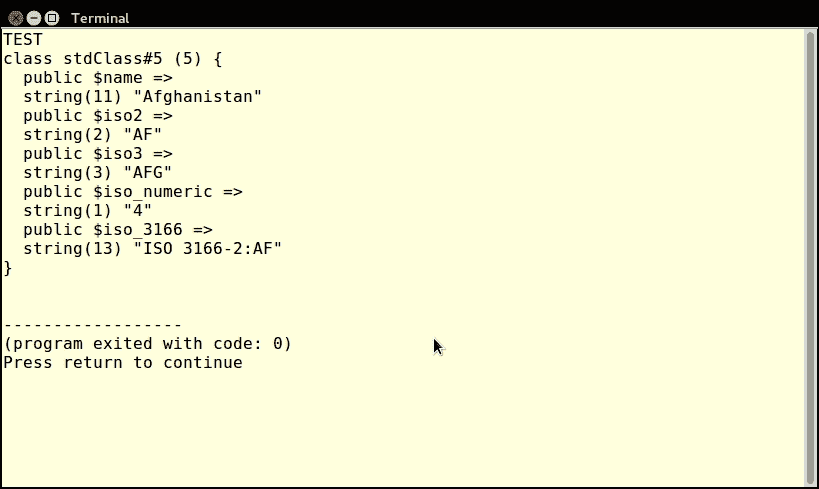 Terminal
TEST
class stdClass#5 (5) {
  public $name =>
  string(11) "Afghanistan"
  public $iso2 =>
  string(2) "AF"
  public $iso3 =>
  string(3) "AFG"
  public $iso_numeric =>
  string(1) "4"
  public $iso_3166 =>
  string(13) "ISO 3166-2:AF"
}
------------------
(program exited with code: 0)
Press return to continue